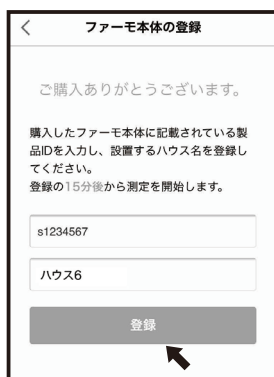 ファーモ本体の登録
ご購入ありがとうございます。
購入したファーモ本体に記載されている製
品IDを入力し、設置するハウス名を登録し
てください。
登録の15分後から測定を開始します。
s1234567
ハウス6
登録